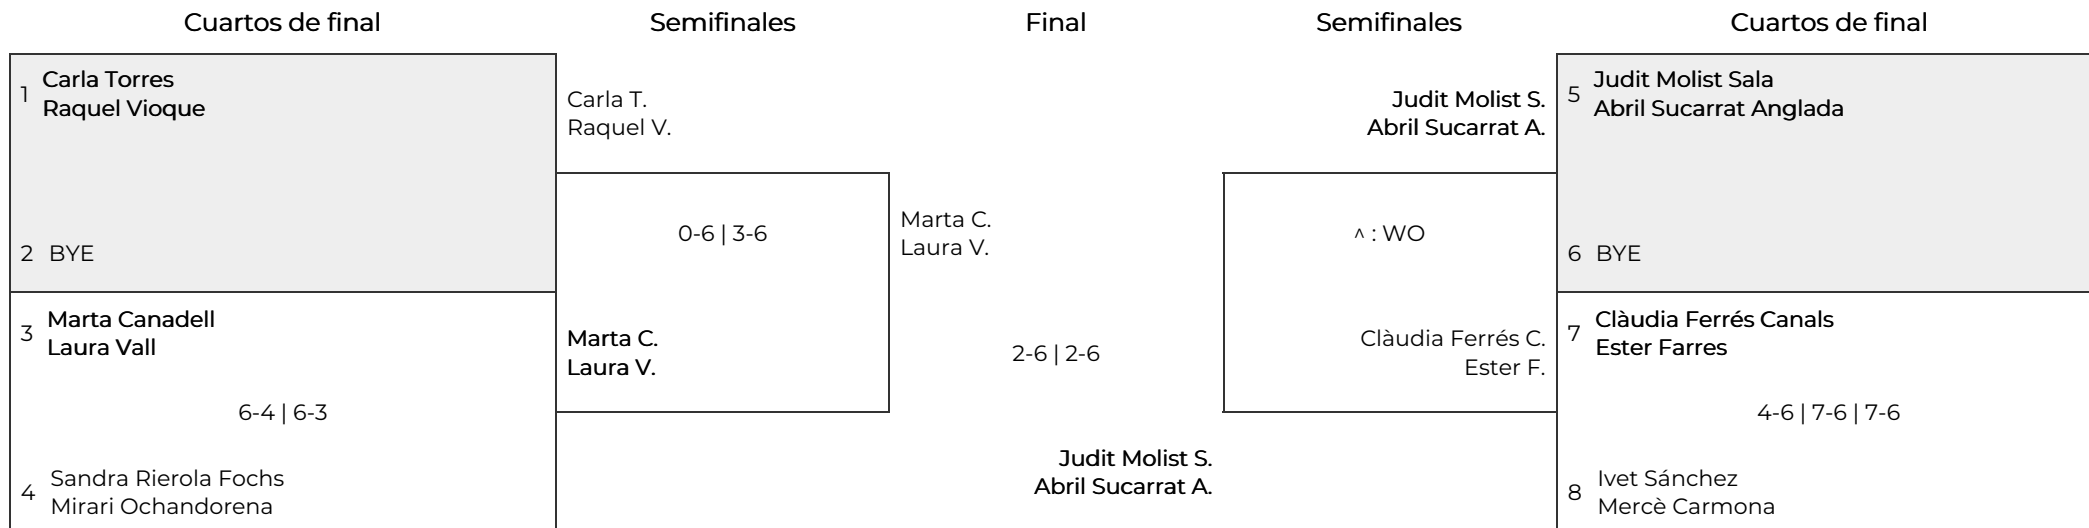 Cuartos de final
Semifinales
Final
Semifinales
Cuartos de final
1
Carla Torres
Raquel Vioque
2 BYE
3
Marta Canadell
Laura Vall
6-4 | 6-3
4
Sandra Rierola Fochs
Mirari Ochandorena
Carla T.
Raquel V.
0-6 | 3-6
Marta C.
Laura V.
Marta C.
Laura V.
2-6 | 2-6
Judit Molist S.
Abril Sucarrat A.
Judit Molist S.
Abril Sucarrat A.
^ : WO
Clàudia Ferrés C.
Ester F.
5
Judit Molist Sala
Abril Sucarrat Anglada
6 BYE
7
Clàudia Ferrés Canals
Ester Farres
4-6 | 7-6 | 7-6
8
Ivet Sánchez
Mercè Carmona